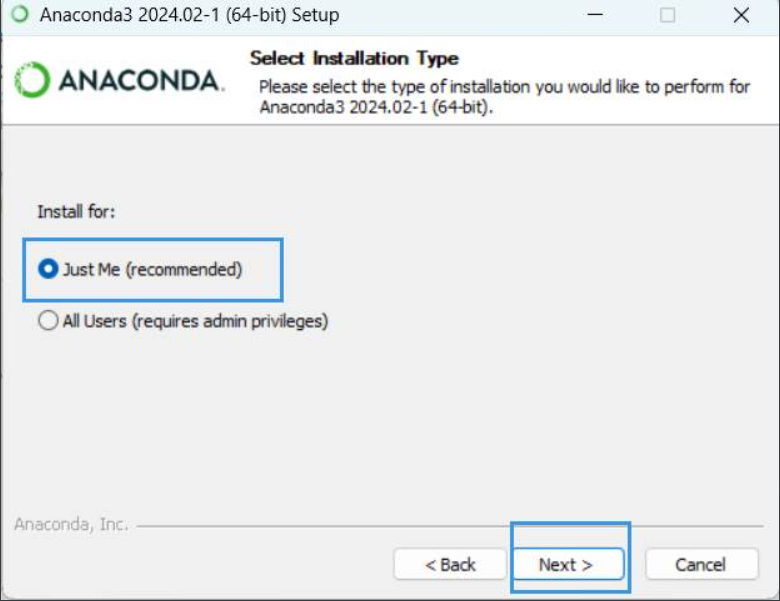 Anaconda3 2024.02-1 (64-bit) Setup
ANACONDA.
Select Installation Type
Please select the type of installation you would like to perform for
Anaconda3 2024.02-1 (64-bit).
Install for:
Just Me (recommended)
All Users (requires admin privileges)
Anaconda, Inc.
< Back
Next >
Cancel